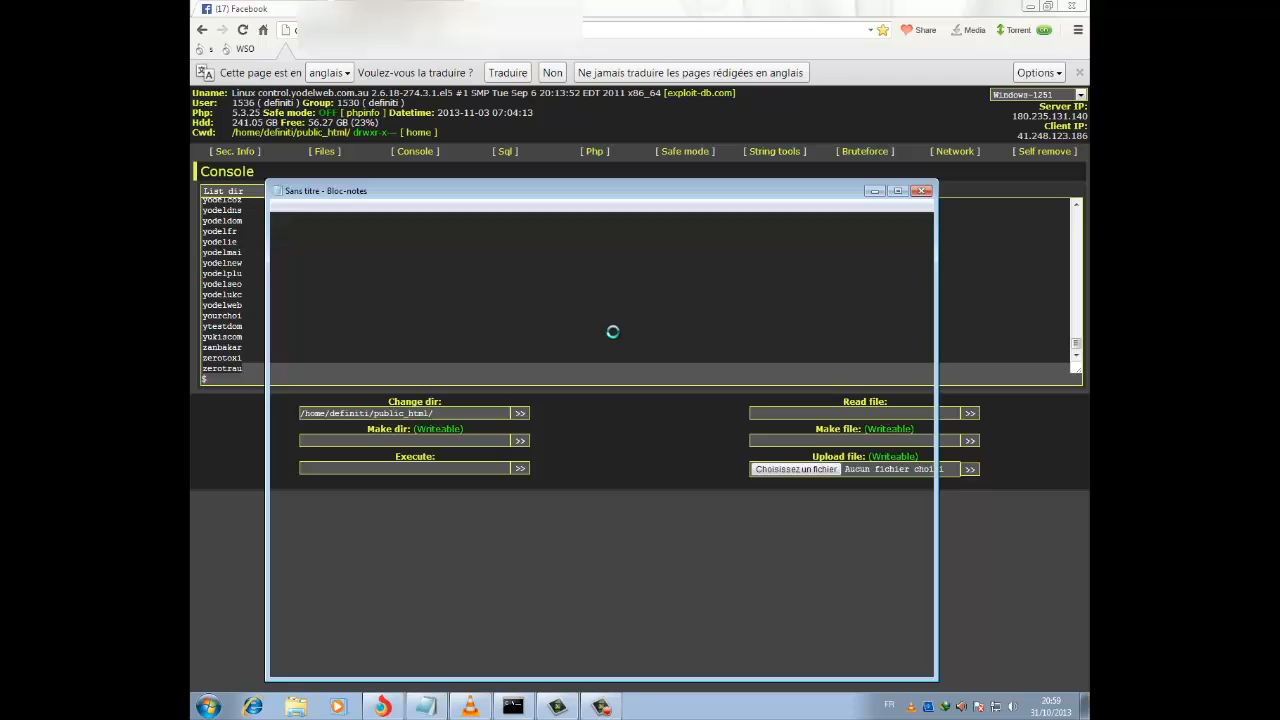 (17) Facebook
Share
Media
Torrent
on
s
WSO
Cette page est en
anglais
Voulez-vous la traduire ?
Traduire
Non
Ne jamais traduire les pages rédigées en anglais
Options
Uname: Linux control.yodelweb.com.au 2.6.18-274.3.1.el5 #1 SMP Tue Sep 6 20:13:52 EDT 2011 x86_64 [exploit-db.com]
User: 1536 ( definiti ) Group: 1530 ( definiti )
Php: 5.3.25 Safe mode: OFF [ phpinfo ] Datetime: 2013-11-03 07:04:13
Hdd: 241.05 GB Free: 56.27 GB (23%)
Cwd: /home/definiti/public_html/ drwxr-x--- [ home ]
Windows-1251
Server IP:
180.235.131.140
Client IP:
41.248.123.186
[ Sec. Info ]
[ Files ]
[ Console ]
[ Sql ]
[ Php ]
[ Safe mode ]
[ String tools ]
[ Bruteforce ]
[ Network ]
[ Self remove ]
Console
List dir
yodelcoz
yodeldns
yodeldom
yodelfr
yodelie
yodelmai
yodelnew
yodelplu
yodelseo
yodelukc
yodelweb
yourchoi
ytestdom
yukiscom
zanbakar
zerotoxi
zerotrau
$
Sans titre - Bloc-notes
Change dir:
/home/definiti/public_html/
>>
Read file:
>>
Make dir: (Writeable)
>>
Make file: (Writeable)
>>
Execute:
>>
Upload file: (Writeable)
Choisissez un fichier
Aucun fichier choisi
>>
FR
20:59
31/10/2013